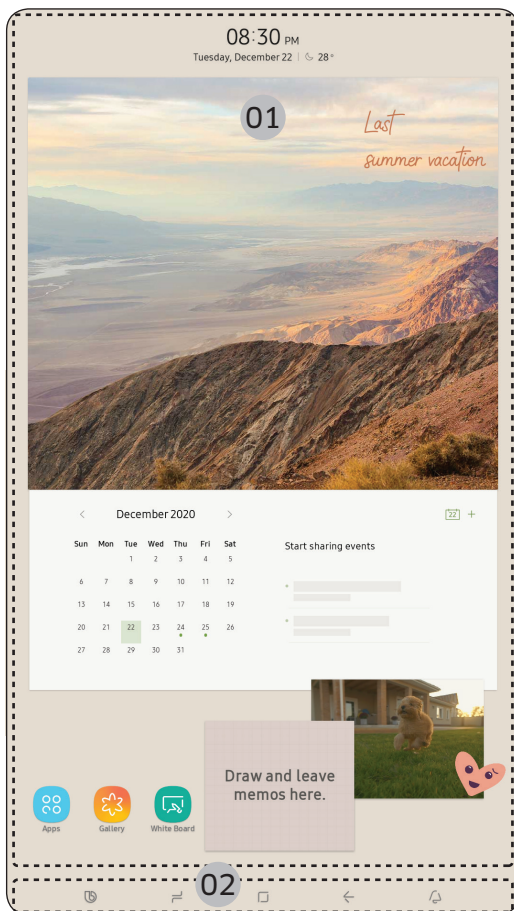 08:30 PM
Tuesday, December 22 | 28°
01
Last
summer vacation
December 2020
22 +
Sun Mon Tue Wed Thu Fri Sat
1 2 3 4 5
6 7 8 9 10 11 12
13 14 15 16 17 18 19
20 21 22 23 24 25 26
27 28 29 30 31
Start sharing events
Draw and leave
memos here.
Apps Gallery White Board
02